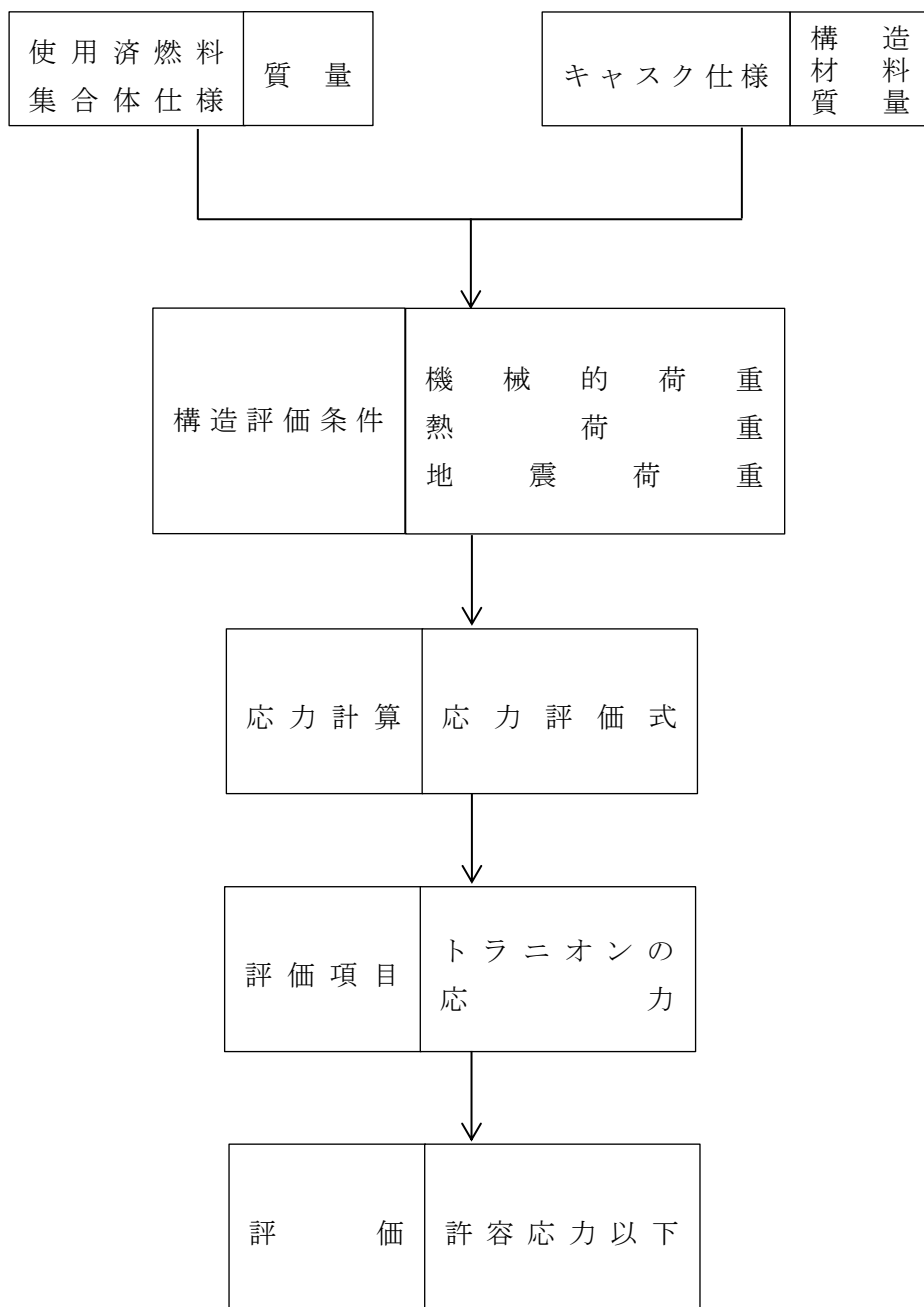 使用済燃料
集合体仕様
質量
キャスク仕様
構造
材料
質量
構造評価条件
機械的荷重
熱荷重
地震荷重
応力計算
応力評価式
評価項目
トラニオンの
応力
評価
許容応力以下